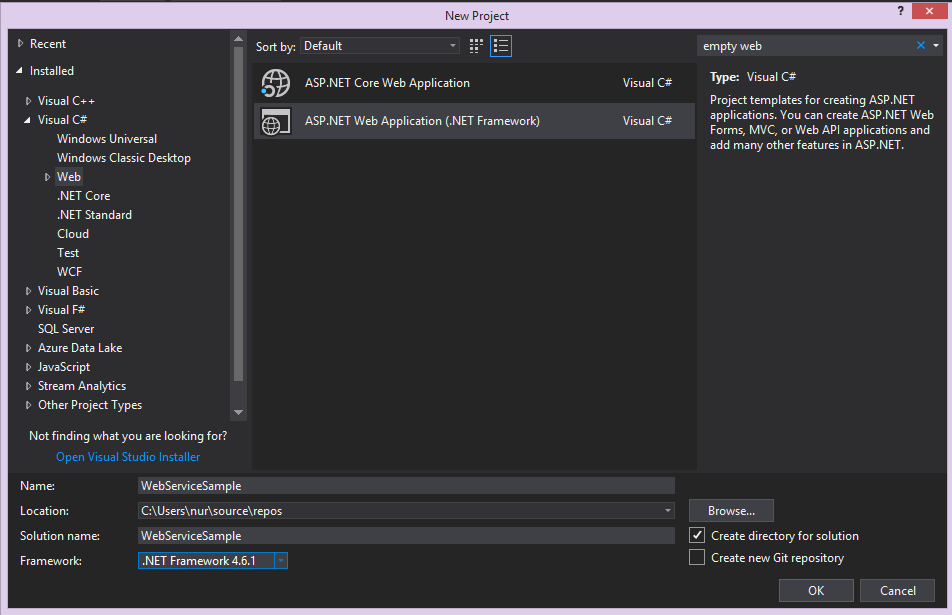 New Project
?
Recent
Installed
Visual C++
Visual C#
Windows Universal
Windows Classic Desktop
Web
.NET Core
.NET Standard
Cloud
Test
WCF
Visual Basic
Visual F#
SQL Server
Azure Data Lake
JavaScript
Stream Analytics
Other Project Types
Not finding what you are looking for?
Open Visual Studio Installer
Sort by: Default
ASP.NET Core Web Application Visual C#
ASP.NET Web Application (.NET Framework) Visual C#
empty web
Type: Visual C#
Project templates for creating ASP.NET
applications. You can create ASP.NET Web
Forms, MVC, or Web API applications and
add many other features in ASP.NET.
Name: WebServiceSample
Location: C:\Users\nur\source\repos
Browse...
Solution name: WebServiceSample
Create directory for solution
Framework: .NET Framework 4.6.1
Create new Git repository
OK Cancel